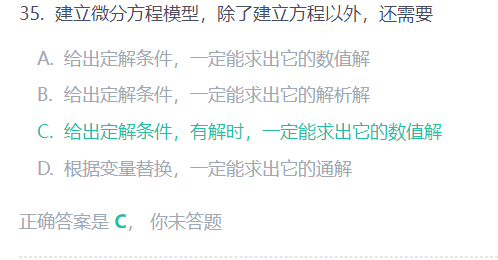 35. 建立微分方程模型，除了建立方程以外，还需要
A. 给出定解条件，一定能求出它的数值解
B. 给出定解条件，一定能求出它的解析解
C. 给出定解条件，有解时，一定能求出它的数值解
D. 根据变量替换，一定能求出它的通解
正确答案是 C， 你未答题